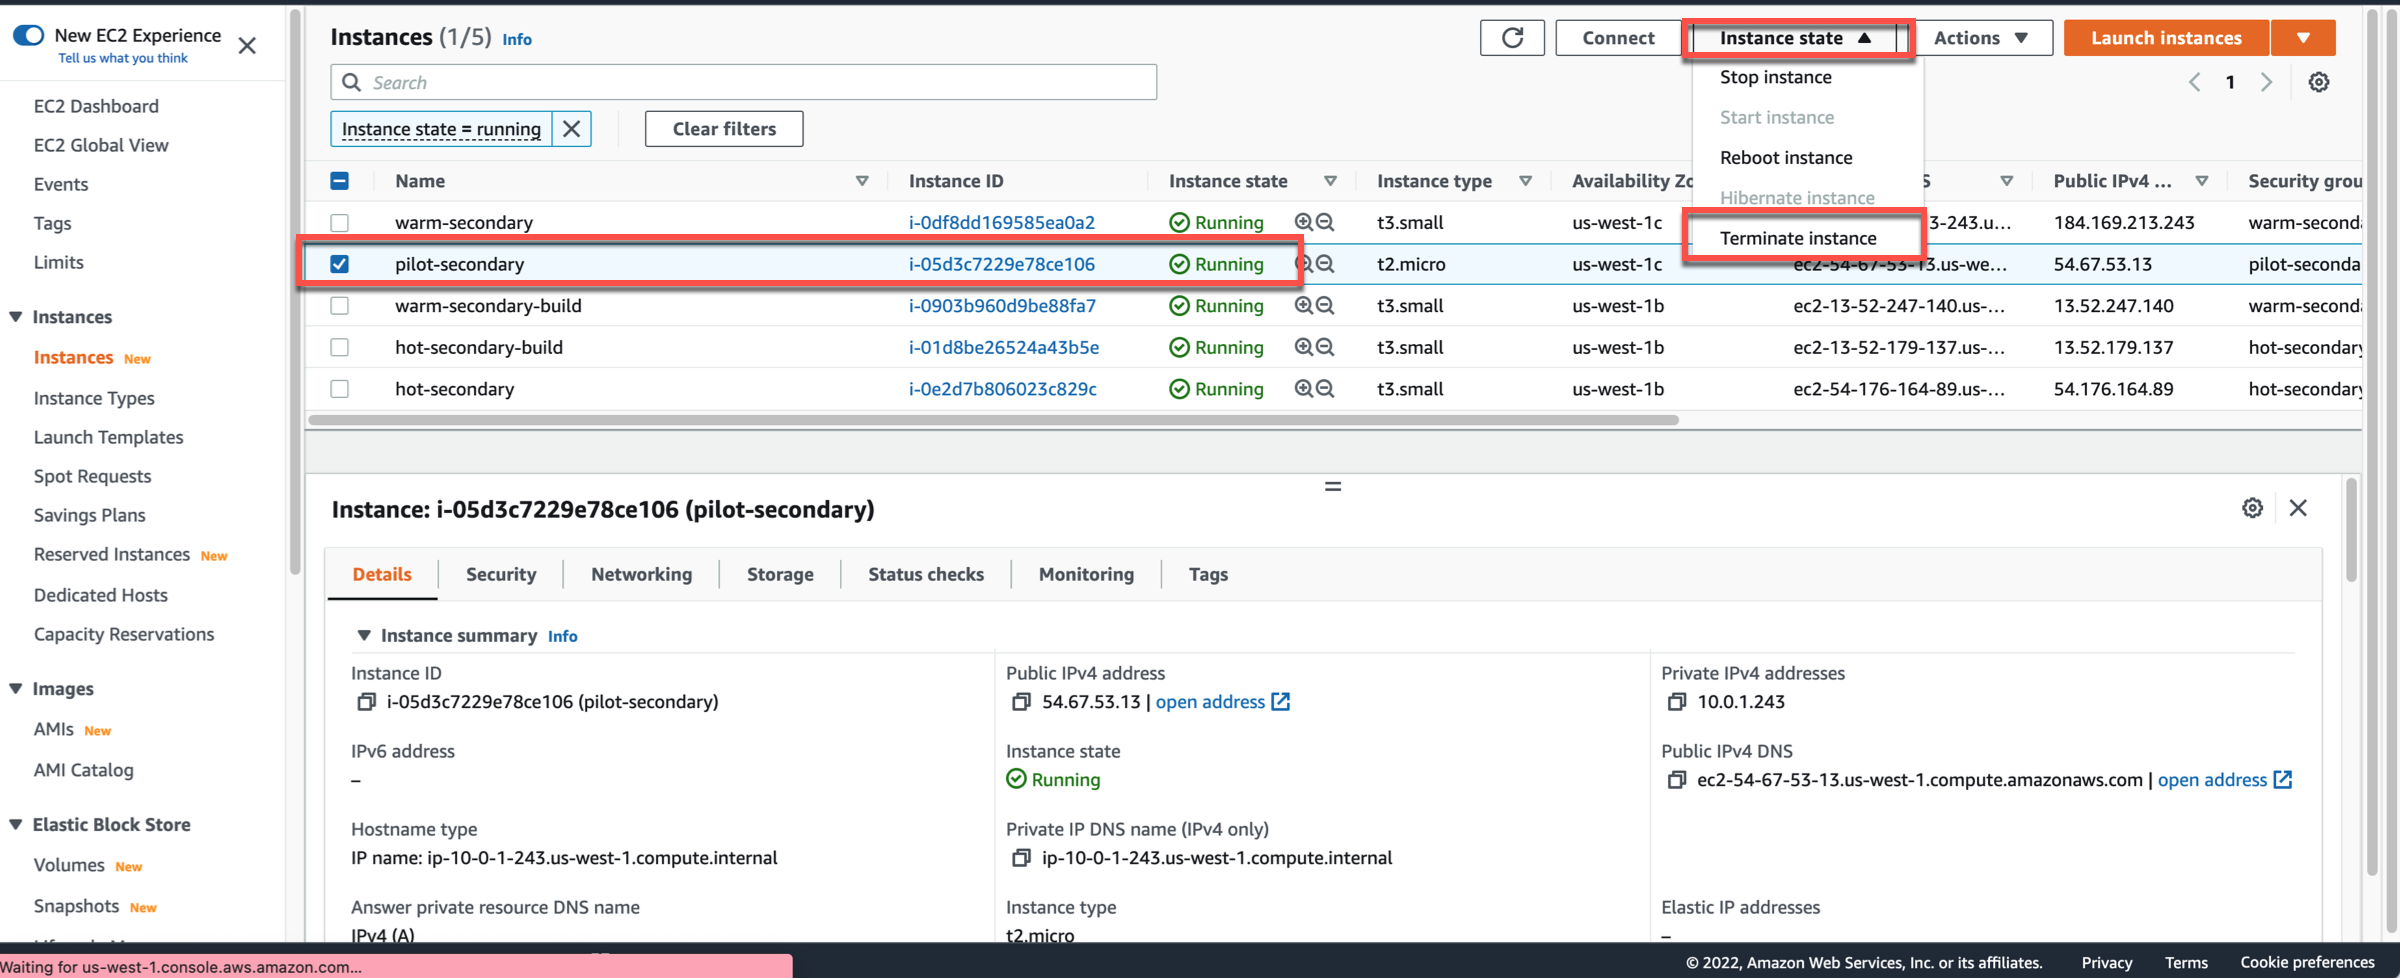 New EC2 Experience
Tell us what you think
EC2 Dashboard
EC2 Global View
Events
Tags
Limits
Instances
Instances New
Instance Types
Launch Templates
Spot Requests
Savings Plans
Reserved Instances New
Dedicated Hosts
Capacity Reservations
Images
AMIs New
AMI Catalog
Elastic Block Store
Volumes New
Snapshots New
Instances (1/5) Info
Connect
Instance state
Actions
Launch instances
Search
Stop instance
Start instance
Reboot instance
Hibernate instance
Terminate instance
1
Instance state = running
Clear filters
Name Instance ID Instance state Instance type Availability Zo S Public IPv4 ... Security grou
warm-secondary i-0df8dd169585ea0a2 Running t3.small us-west-1c 3-243.u... 184.169.213.243 warm-second
pilot-secondary i-05d3c7229e78ce106 Running t2.micro us-west-1c ec2-54-67-53-13.us-we... 54.67.53.13 pilot-seconda
warm-secondary-build i-0903b960d9be88fa7 Running t3.small us-west-1b ec2-13-52-247-140.us-... 13.52.247.140 warm-second
hot-secondary-build i-01d8be26524a43b5e Running t3.small us-west-1b ec2-13-52-179-137.us-... 13.52.179.137 hot-secondary
hot-secondary i-0e2d7b806023c829c Running t3.small us-west-1b ec2-54-176-164-89.us-... 54.176.164.89 hot-secondary
Instance: i-05d3c7229e78ce106 (pilot-secondary)
Details Security Networking Storage Status checks Monitoring Tags
Instance summary Info
Instance ID
i-05d3c7229e78ce106 (pilot-secondary)
Public IPv4 address
54.67.53.13 | open address
Private IPv4 addresses
10.0.1.243
IPv6 address
–
Instance state
Running
Public IPv4 DNS
ec2-54-67-53-13.us-west-1.compute.amazonaws.com | open address
Hostname type
IP name: ip-10-0-1-243.us-west-1.compute.internal
Private IP DNS name (IPv4 only)
ip-10-0-1-243.us-west-1.compute.internal
Answer private resource DNS name
IPv4 (A)
Instance type
t2.micro
Elastic IP addresses
–
Waiting for us-west-1.console.aws.amazon.com...
© 2022, Amazon Web Services, Inc. or its affiliates. Privacy Terms Cookie preferences